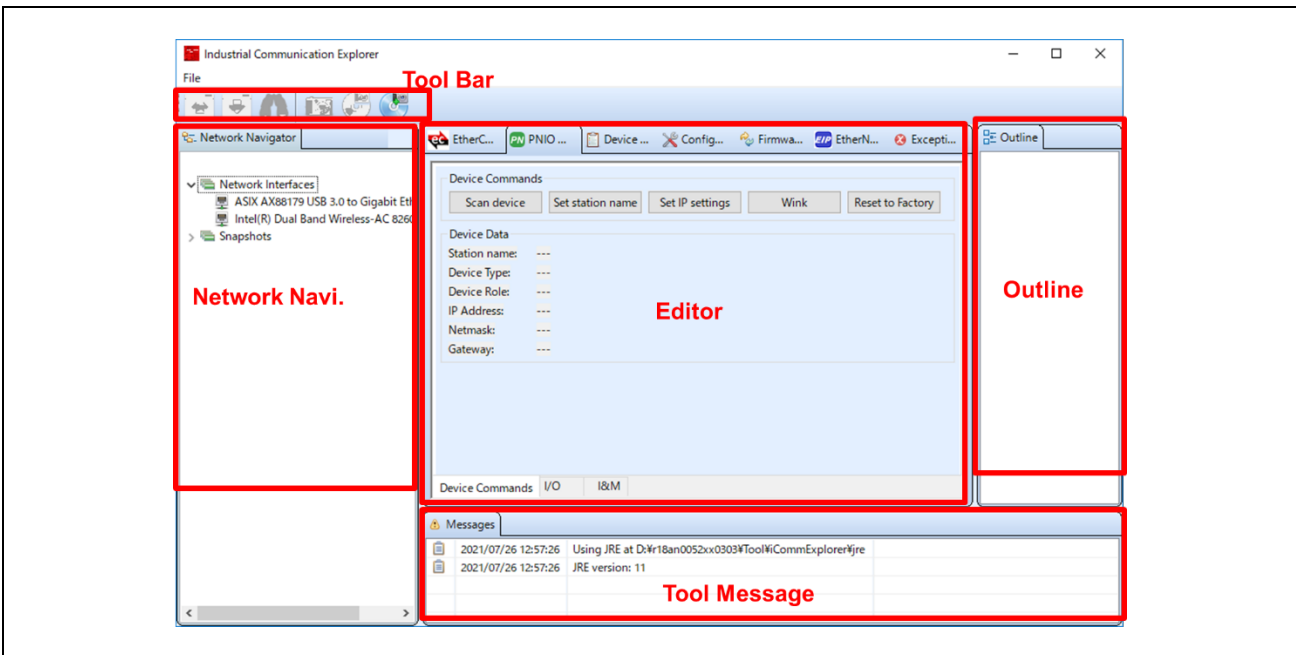 Industrial Communication Explorer
File
Tool Bar
Network Navigator
Network Interfaces
ASIX AX88179 USB 3.0 to Gigabit Eth
Intel(R) Dual Band Wireless-AC 8260
Snapshots
Network Navi.
EtherC... PNIO ... Device ... Config... Firmwa... EtherN... Excepti...
Device Commands
Scan device Set station name Set IP settings Wink Reset to Factory
Device Data
Station name: ---
Device Type: ---
Device Role: ---
IP Address: ---
Netmask: ---
Gateway: ---
Editor
Device Commands I/O I&M
Outline
Outline
Messages
2021/07/26 12:57:26 Using JRE at D:¥r18an0052xx0303¥Tool¥iCommExplorer¥jre
2021/07/26 12:57:26 JRE version: 11
Tool Message